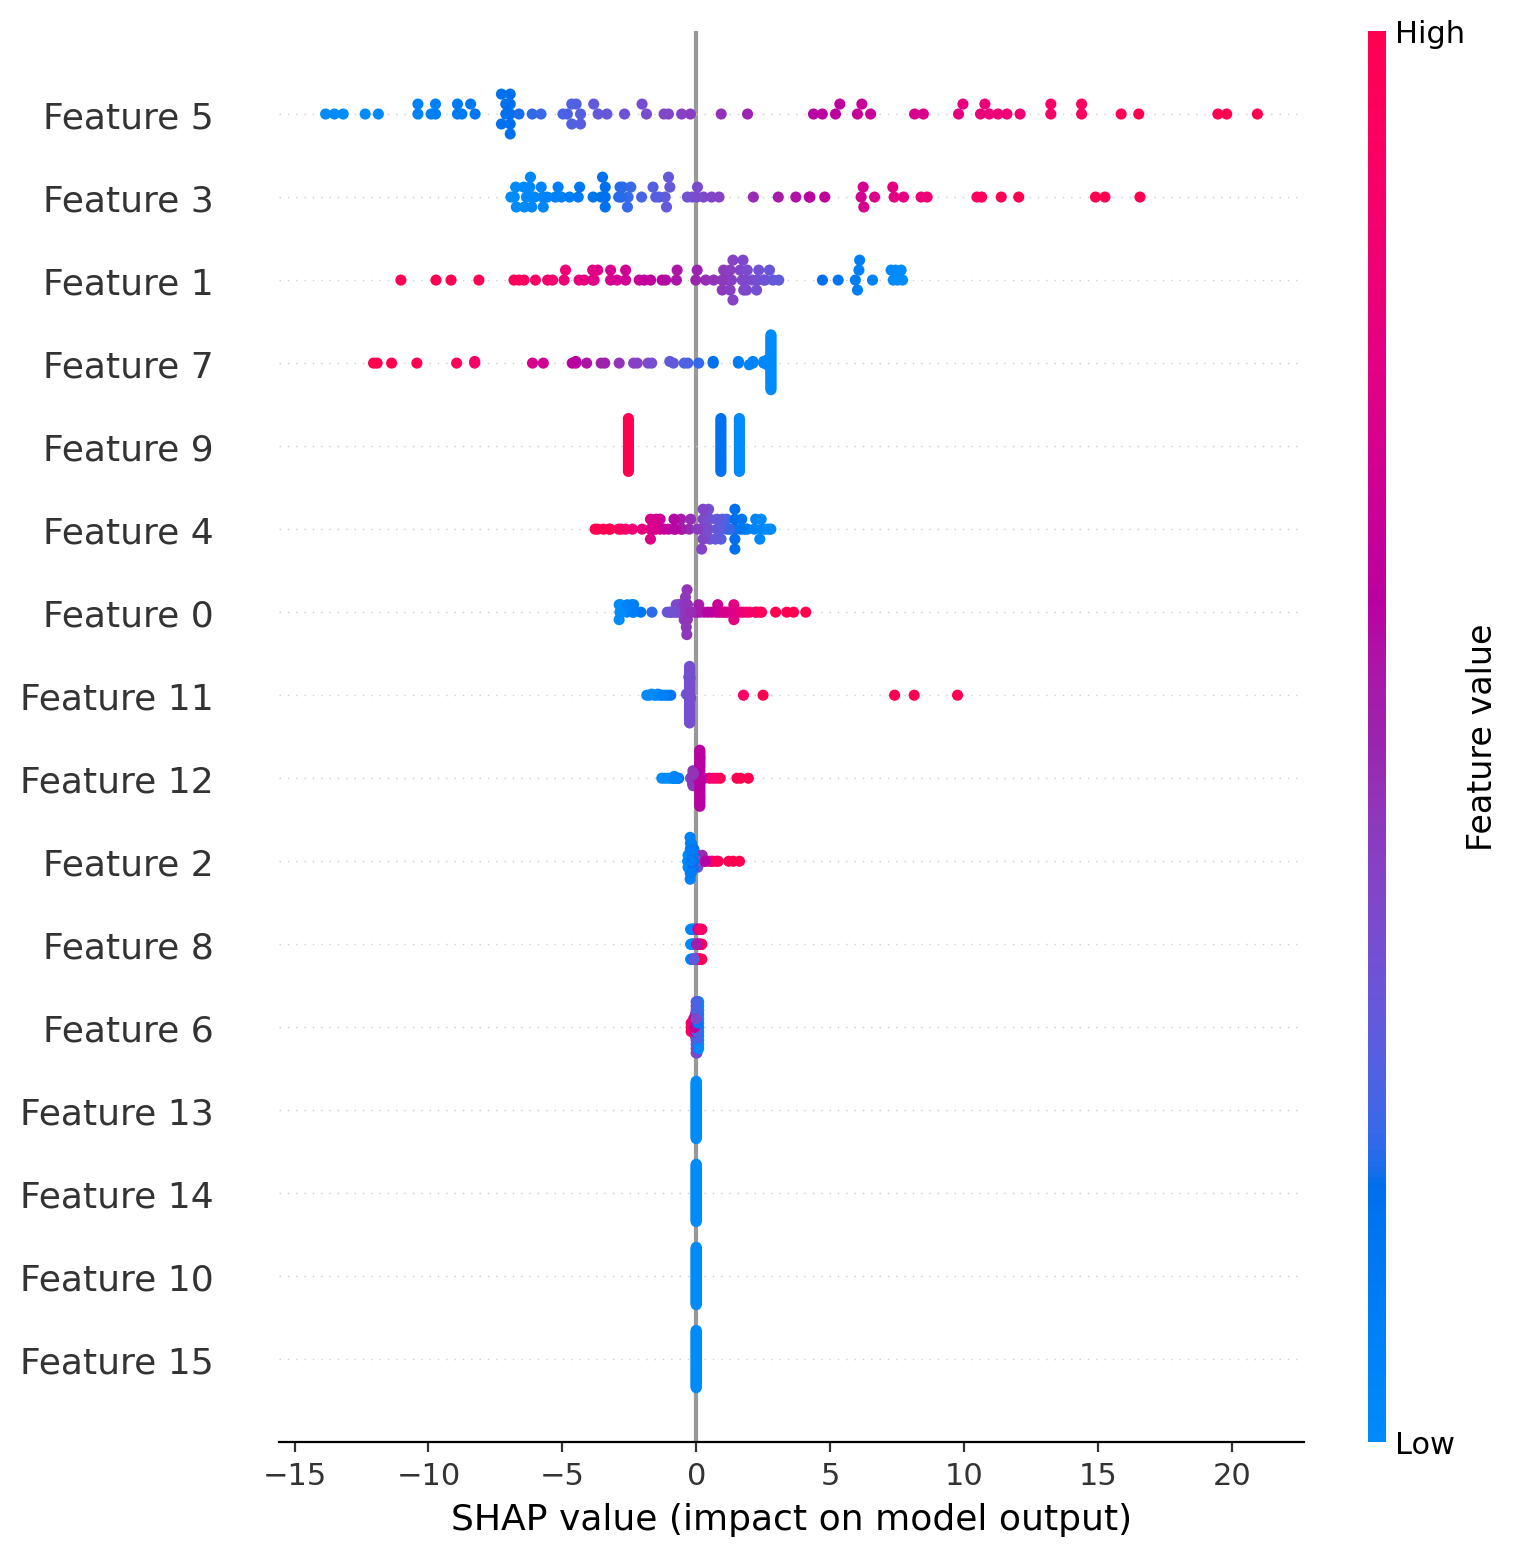 High
Feature 5
Feature 3
Feature 1
Feature 7
Feature 9
Feature 4
Feature 0
Feature 11
Feature 12
Feature 2
Feature 8
Feature 6
Feature 13
Feature 14
Feature 10
Feature 15
Feature value
Low
−15 −10 −5 0 5 10 15 20
SHAP value (impact on model output)